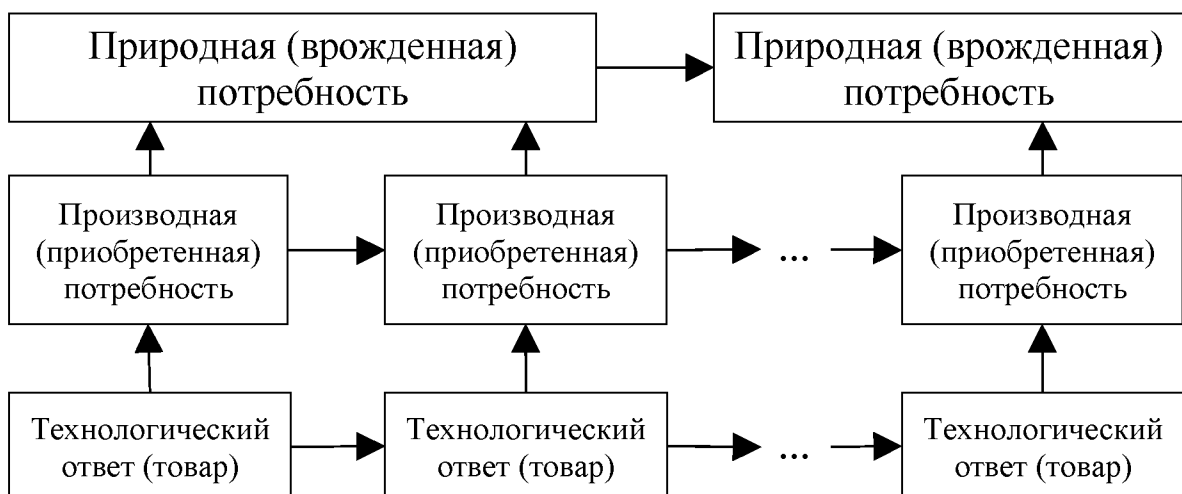 Природная (врожденная)
потребность
Природная (врожденная)
потребность
Производная
(приобретенная)
потребность
Производная
(приобретенная)
потребность
...
Производная
(приобретенная)
потребность
Технологический
ответ (товар)
Технологический
ответ (товар)
...
Технологический
ответ (товар)